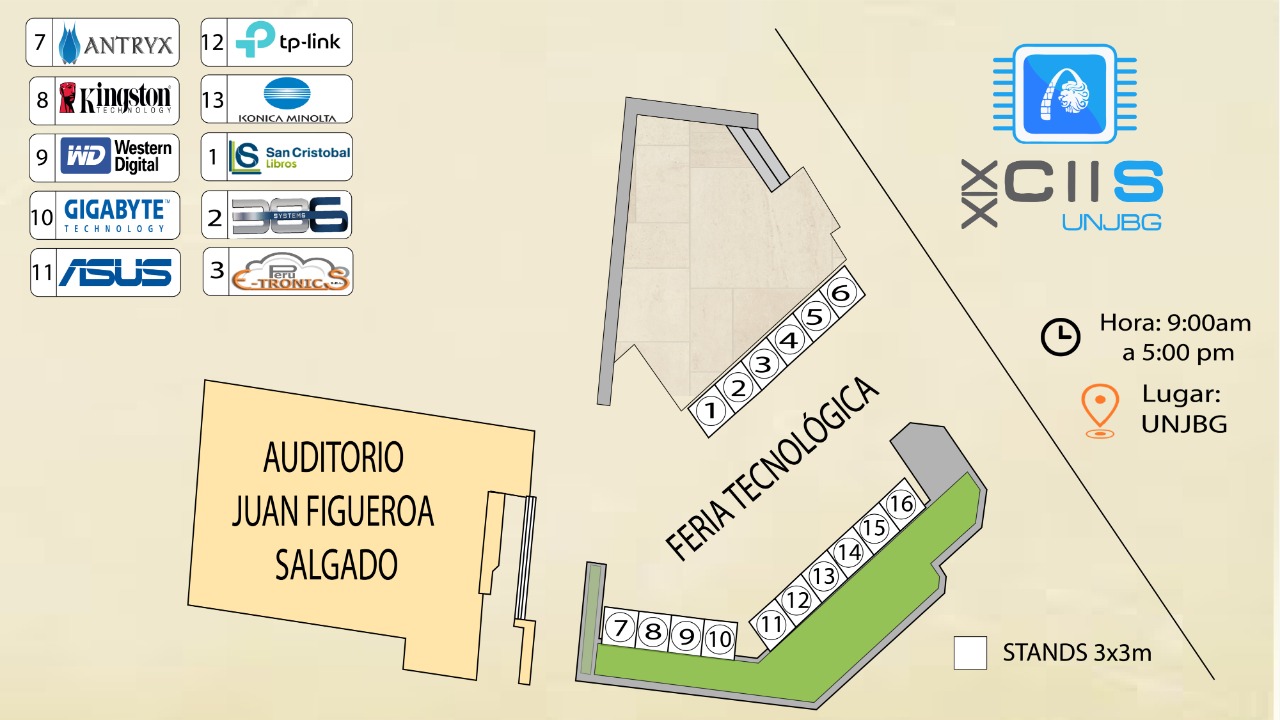 7 ANTRYX
8 Kingston
TECHNOLOGY
9 WD Western
Digital
10 GIGABYTE™
TECHNOLOGY
11 ASUS
12 tp-link
13 KONICA MINOLTA
1 LS San Cristobal
Libros
2 386
SYSTEMS
3 Peru
E-TRONICS
XIX CIIS
UNJBG
Hora: 9:00am
a 5:00 pm
Lugar:
UNJBG
1 2 3 4 5 6
FERIA TECNOLÓGICA
AUDITORIO
JUAN FIGUEROA
SALGADO
7 8 9 10
11 12 13 14 15 16
STANDS 3x3m